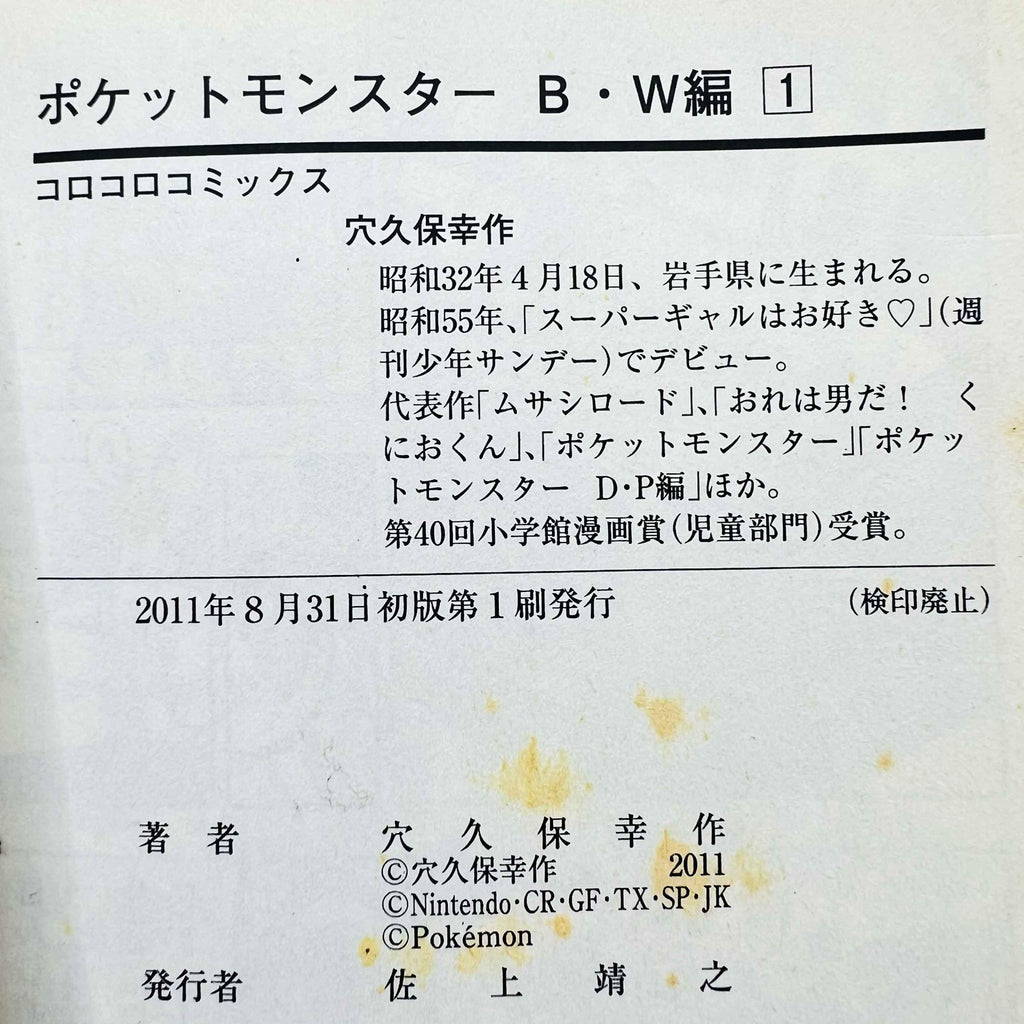 ポケットモンスター B・W編 1
コロコロコミックス
穴久保幸作
昭和32年4月18日、岩手県に生まれる。
昭和55年、「スーパーギャルはお好き♡」(週
刊少年サンデー)でデビュー。
代表作「ムサシロード」、「おれは男だ！　く
におくん」、「ポケットモンスター」「ポケッ
トモンスター　D・P編」ほか。
第40回小学館漫画賞(児童部門)受賞。
2011年8月31日初版第1刷発行　(検印廃止)
著者　穴久保幸作
©穴久保幸作　2011
©Nintendo・CR・GF・TX・SP・JK
©Pokémon
発行者　佐上靖之